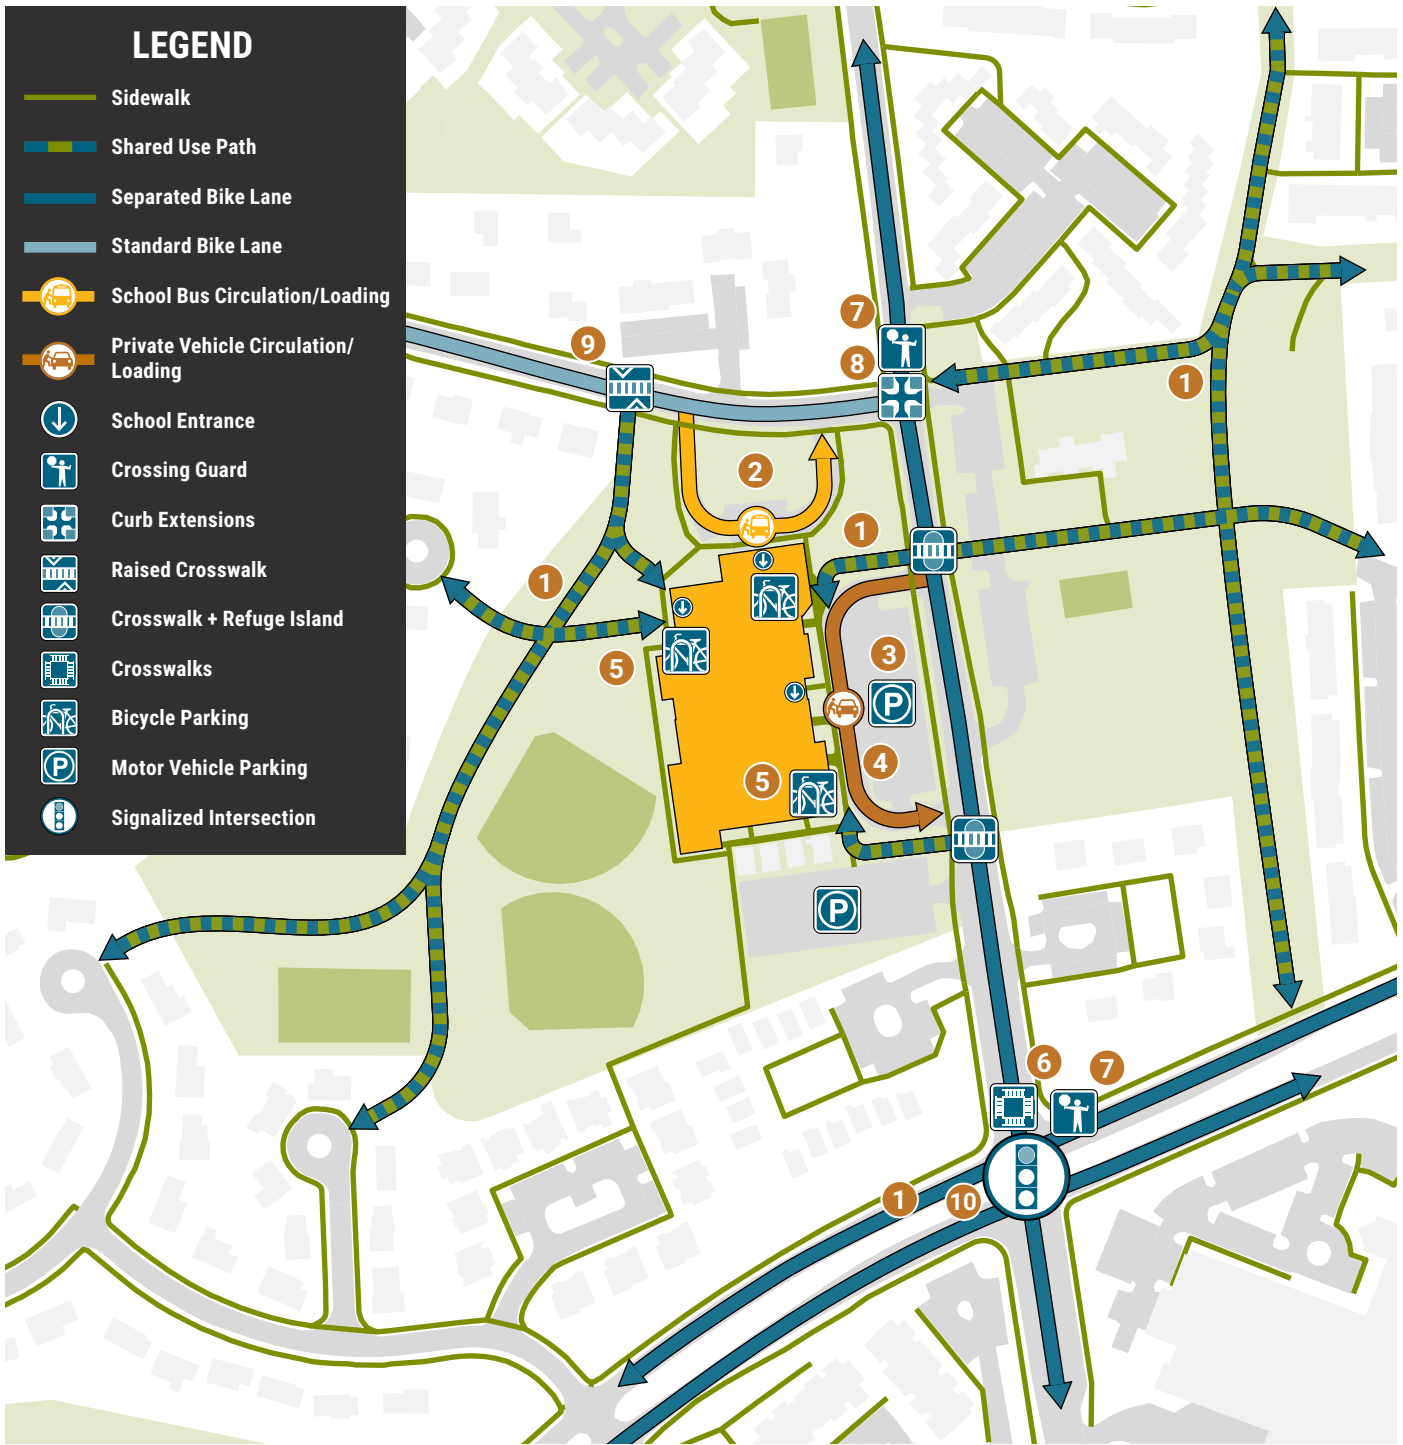 LEGEND
Sidewalk
Shared Use Path
Separated Bike Lane
Standard Bike Lane
School Bus Circulation/Loading
Private Vehicle Circulation/
Loading
School Entrance
Crossing Guard
Curb Extensions
Raised Crosswalk
Crosswalk + Refuge Island
Crosswalks
Bicycle Parking
P
Motor Vehicle Parking
Signalized Intersection
7
9
8
1
2
1
1
3
5
P
4
5
P
6
7
1
10